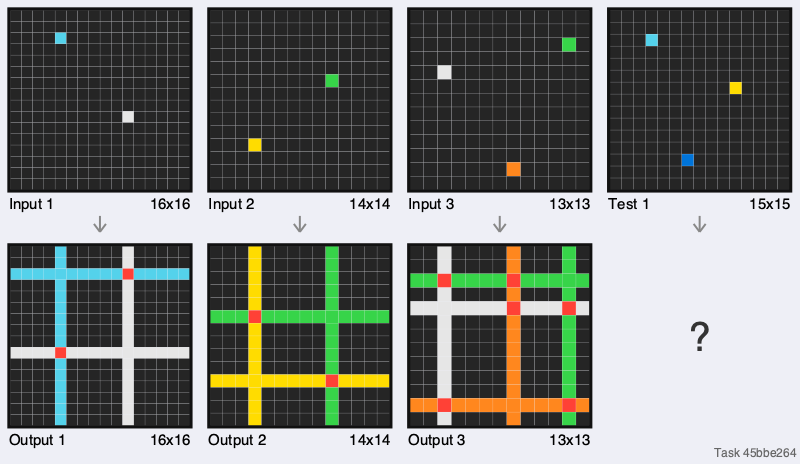 Input 1 16x16
Input 2 14x14
Input 3 13x13
Test 1 15x15
?
Output 1 16x16
Output 2 14x14
Output 3 13x13
Task 45bbe264